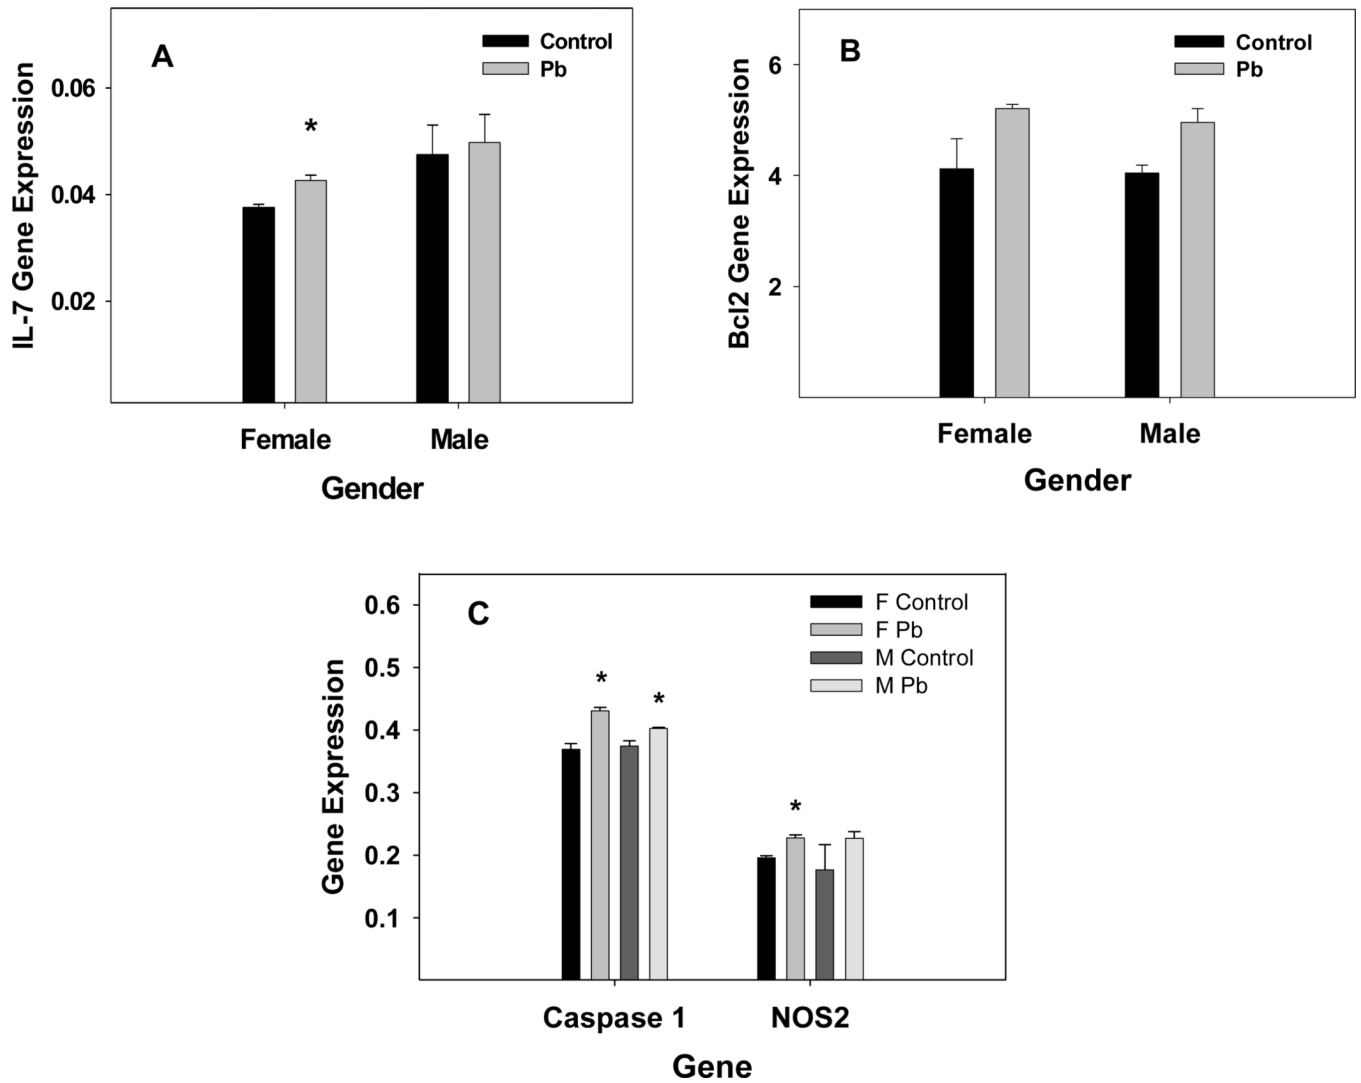 A
Control
Pb
*
IL-7 Gene Expression
0.06
0.04
0.02
Female
Male
Gender
B
Control
Pb
Bcl2 Gene Expression
6
4
2
Female
Male
Gender
C
F Control
F Pb
M Control
M Pb
*
*
*
Gene Expression
0.6
0.5
0.4
0.3
0.2
0.1
Caspase 1
NOS2
Gene